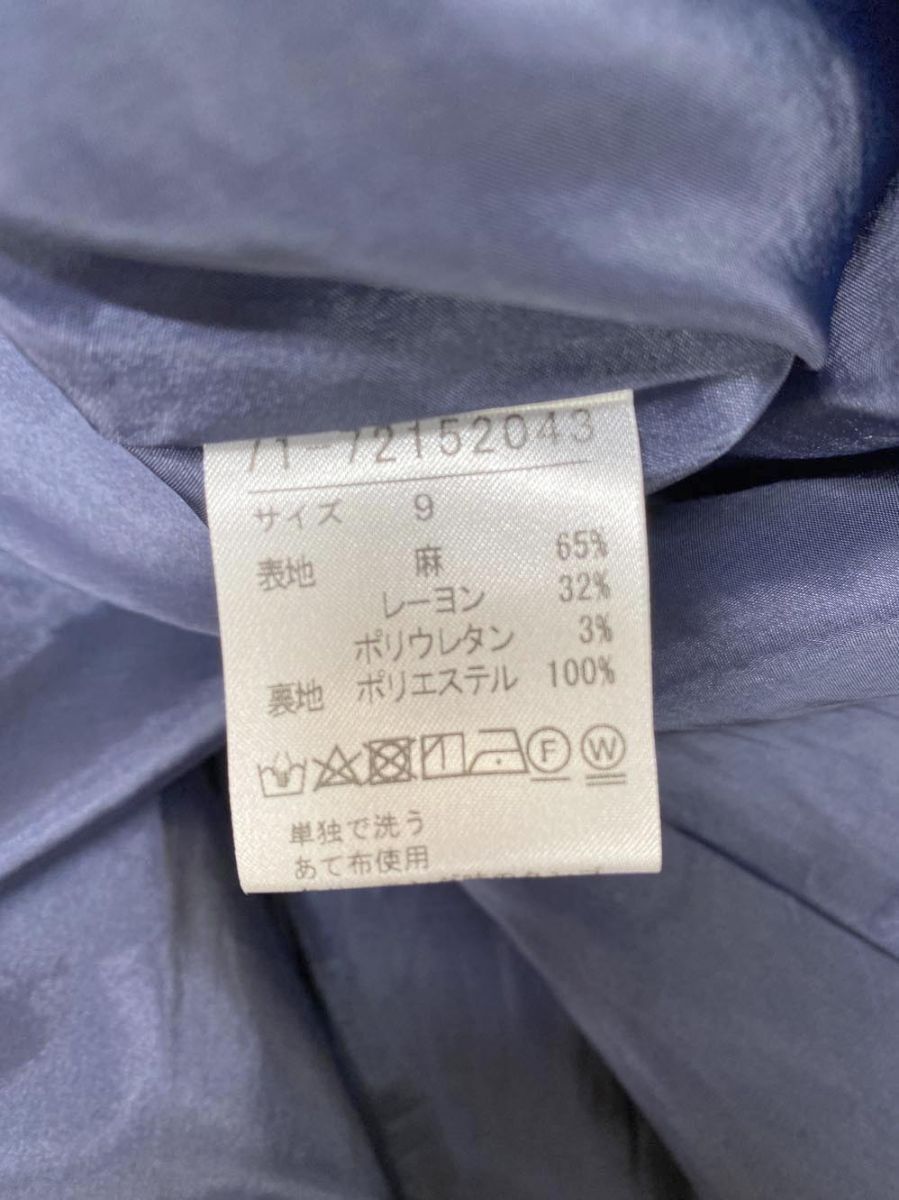 71-72152043
サイズ 9
表地 麻 65%
レーヨン 32%
ポリウレタン 3%
裏地 ポリエステル 100%
F W
単独で洗う
あて布使用